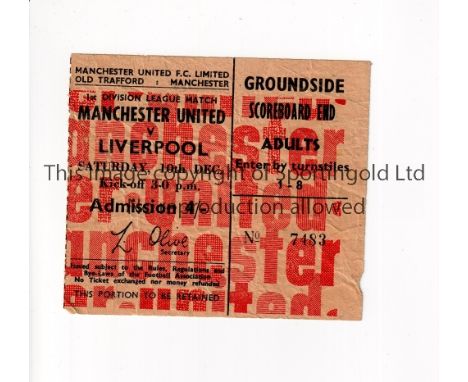 MANCHESTER UNITED F.C. LIMITED
OLD TRAFFORD : MANCHESTER
1st DIVISION LEAGUE MATCH
MANCHESTER UNITED
v
LIVERPOOL
SATURDAY 10th DEC
Kick-off 3-0 p.m.
Admission 4/-
L Olive
Secretary
Issued subject to the Rules, Regulations and
Bye-Laws of the Football Association.
No Ticket exchanged nor money refunded
THIS PORTION TO BE RETAINED
GROUNDSIDE
SCOREBOARD END
ADULTS
Enter by turnstiles
1 - 8
No 7483
This image copyright of Sportingold Ltd
No reproduction allowed